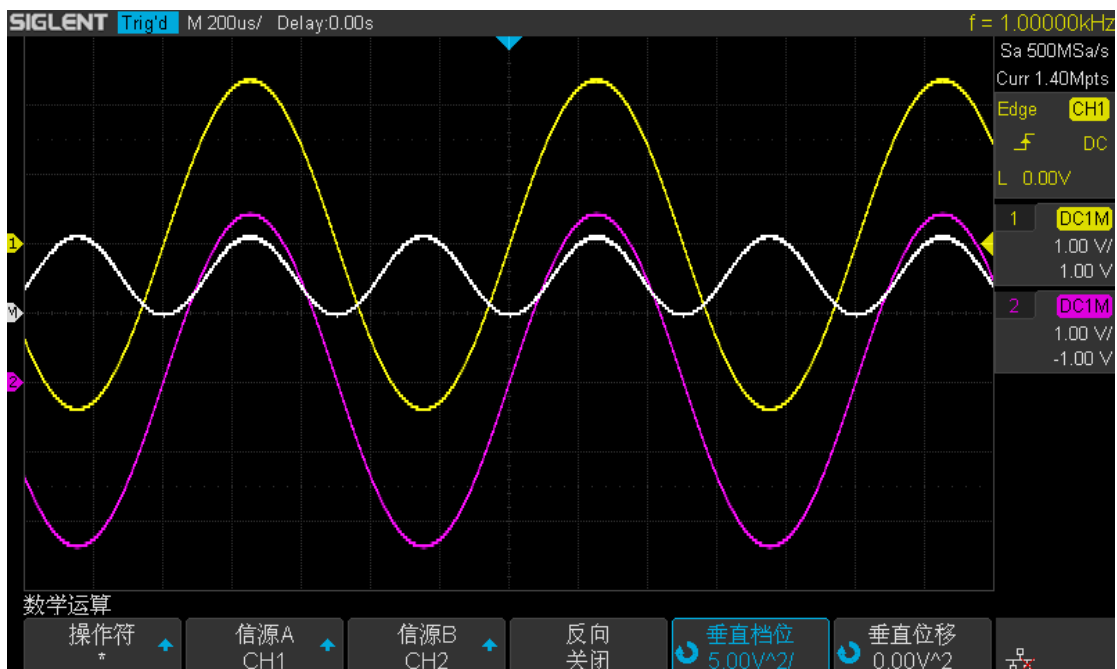 SIGLENT Trig'd M 200us/ Delay:0.00s f = 1.00000kHz
Sa 500MSa/s
Curr 1.40Mpts
Edge CH1
DC
L 0.00V
1 DC1M
1.00 V/
1.00 V
2 DC1M
1.00 V/
-1.00 V
1
M
2
数学运算
操作符
*
信源A
CH1
信源B
CH2
反向
关闭
垂直档位
5.00V^2/
垂直位移
0.00V^2